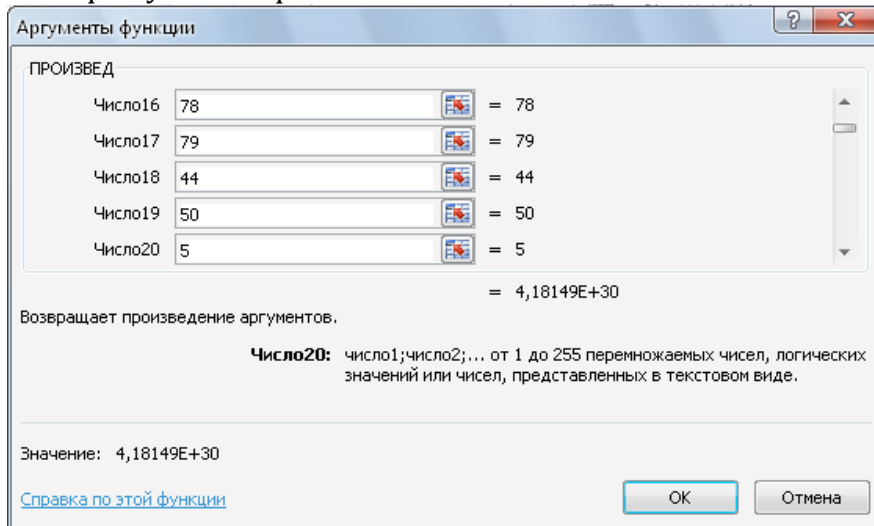 Аргументы функции
ПРОИЗВЕД
Число16 78 = 78
Число17 79 = 79
Число18 44 = 44
Число19 50 = 50
Число20 5 = 5
= 4,18149E+30
Возвращает произведение аргументов.
Число20: число1;число2;... от 1 до 255 перемножаемых чисел, логических
значений или чисел, представленных в текстовом виде.
Значение: 4,18149E+30
Справка по этой функции
ОК Отмена